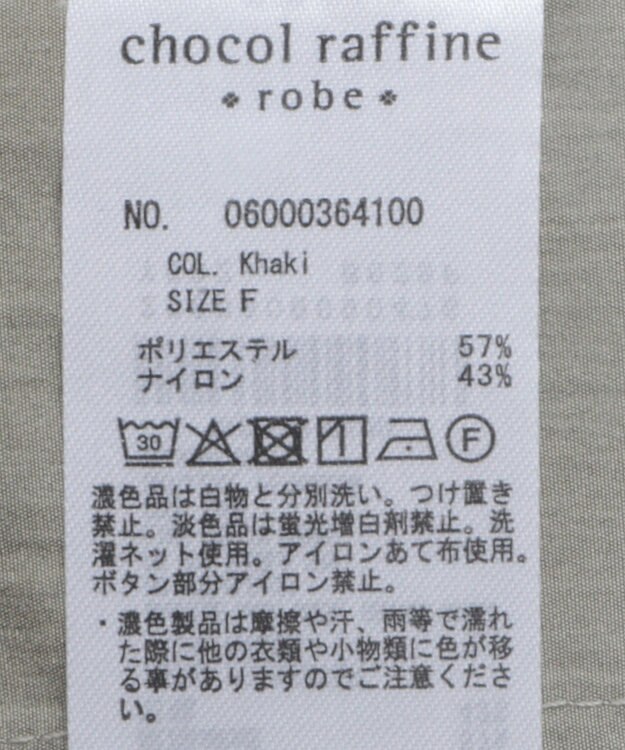 chocol raffine
robe
NO. 06000364100
COL. Khaki
SIZE F
ポリエステル 57%
ナイロン 43%
30 F
濃色品は白物と分別洗い。つけ置き
禁止。淡色品は蛍光増白剤禁止。洗
濯ネット使用。アイロンあて布使用。
ボタン部分アイロン禁止。
・濃色製品は摩擦や汗、雨等で濡れ
た際に他の衣類や小物類に色が移
る事がありますのでご注意くださ
い。